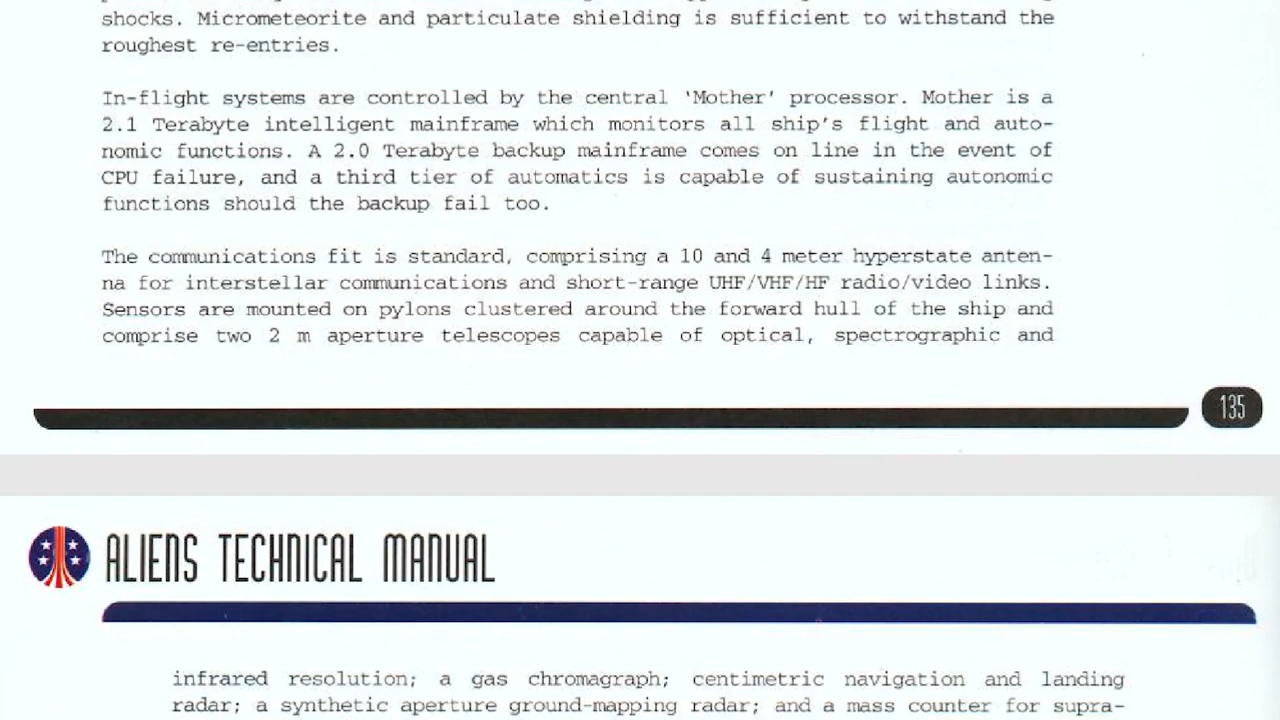 shocks. Micrometeorite and particulate shielding is sufficient to withstand the
roughest re-entries.
In-flight systems are controlled by the central 'Mother' processor. Mother is a
2.1 Terabyte intelligent mainframe which monitors all ship's flight and auto-
nomic functions. A 2.0 Terabyte backup mainframe comes on line in the event of
CPU failure, and a third tier of automatics is capable of sustaining autonomic
functions should the backup fail too.
The communications fit is standard, comprising a 10 and 4 meter hyperstate anten-
na for interstellar communications and short-range UHF/VHF/HF radio/video links.
Sensors are mounted on pylons clustered around the forward hull of the ship and
comprise two 2 m aperture telescopes capable of optical, spectrographic and
135
ALIENS TECHNICAL MANUAL
infrared resolution; a gas chromagraph; centimetric navigation and landing
radar; a synthetic aperture ground-mapping radar; and a mass counter for supra-